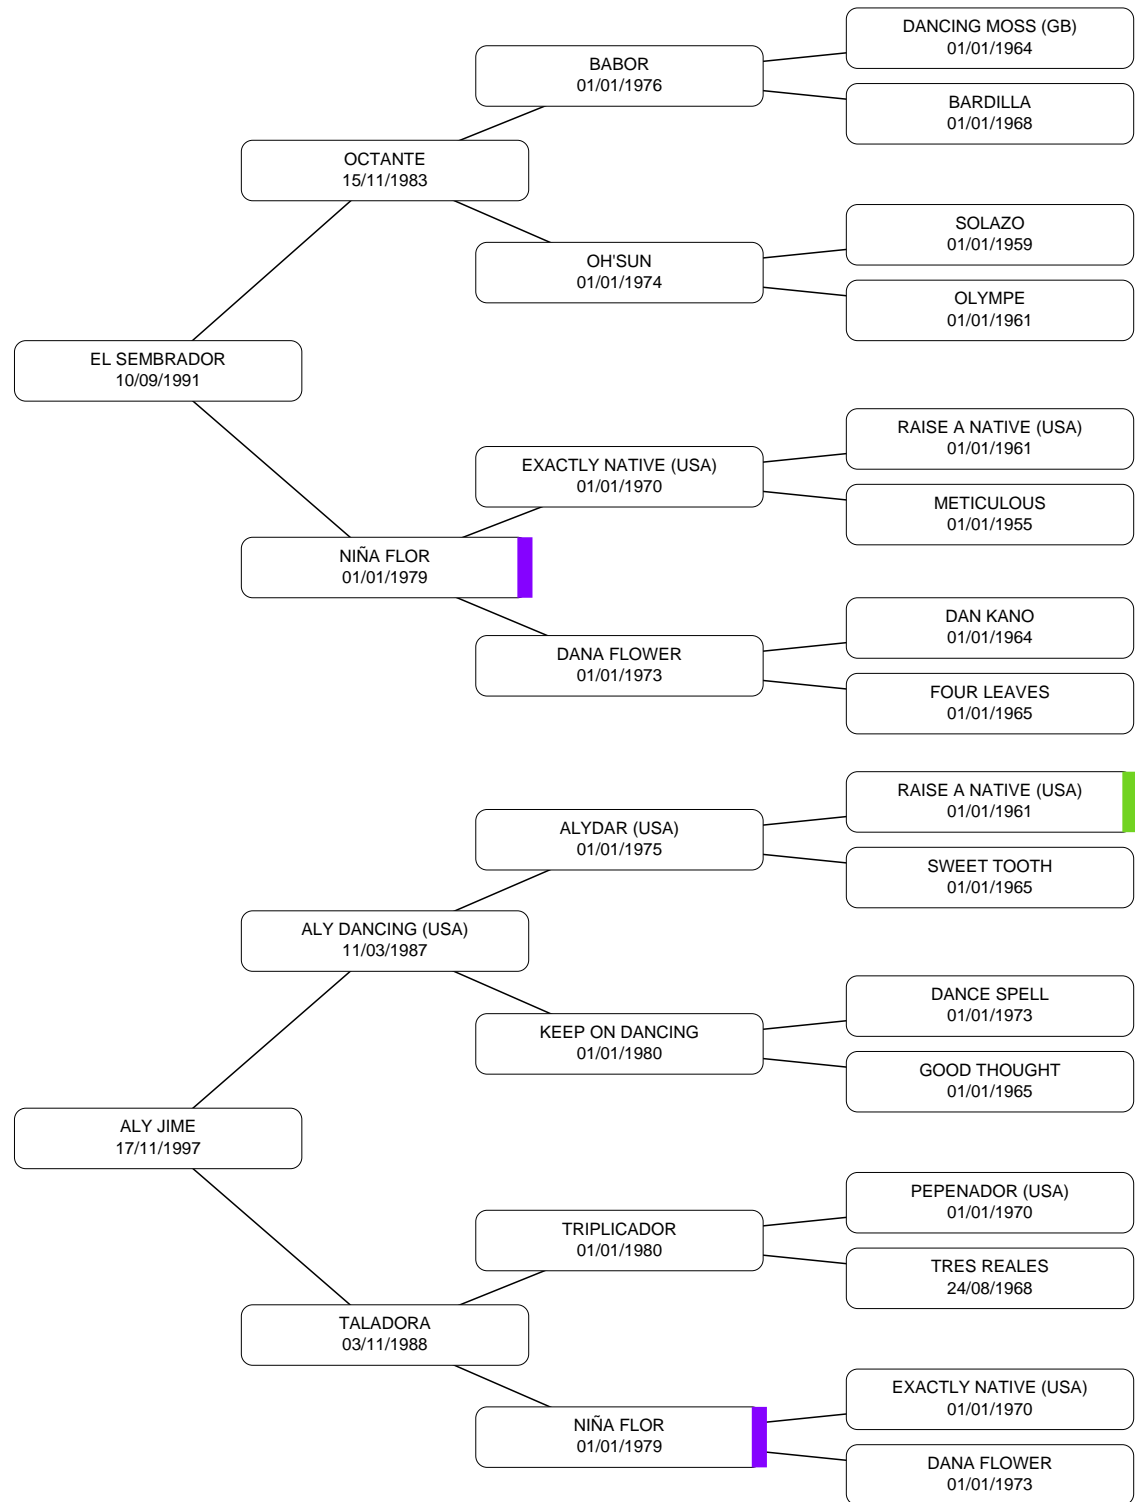 DANCING MOSS (GB)
01/01/1964
BABOR
01/01/1976
BARDILLA
01/01/1968
OCTANTE
15/11/1983
SOLAZO
01/01/1959
OH'SUN
01/01/1974
OLYMPE
01/01/1961
EL SEMBRADOR
10/09/1991
RAISE A NATIVE (USA)
01/01/1961
EXACTLY NATIVE (USA)
01/01/1970
METICULOUS
01/01/1955
NIÑA FLOR
01/01/1979
DAN KANO
01/01/1964
DANA FLOWER
01/01/1973
FOUR LEAVES
01/01/1965
RAISE A NATIVE (USA)
01/01/1961
ALYDAR (USA)
01/01/1975
SWEET TOOTH
01/01/1965
ALY DANCING (USA)
11/03/1987
DANCE SPELL
01/01/1973
KEEP ON DANCING
01/01/1980
GOOD THOUGHT
01/01/1965
ALY JIME
17/11/1997
PEPENADOR (USA)
01/01/1970
TRIPLICADOR
01/01/1980
TRES REALES
24/08/1968
TALADORA
03/11/1988
EXACTLY NATIVE (USA)
01/01/1970
NIÑA FLOR
01/01/1979
DANA FLOWER
01/01/1973